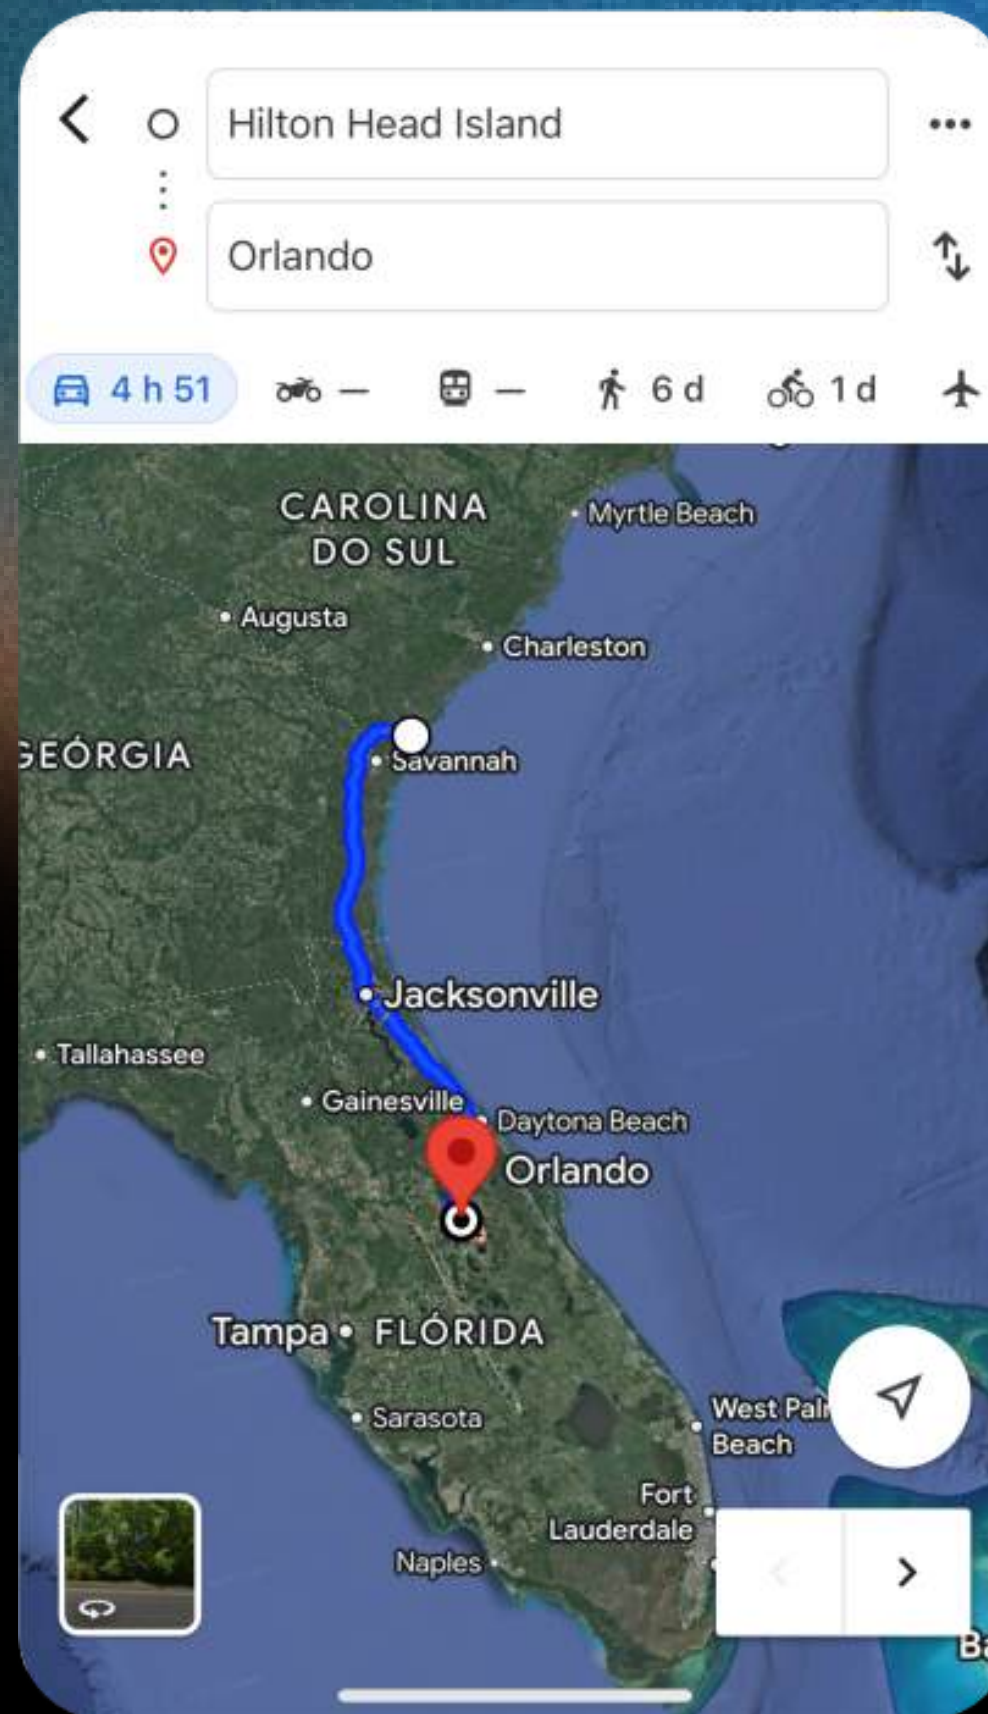 Hilton Head Island
Orlando
4 h 51
—
—
6 d
1 d
CAROLINA
DO SUL
Myrtle Beach
Augusta
Charleston
GEÓRGIA
Savannah
Jacksonville
Tallahassee
Gainesville
Daytona Beach
Orlando
Tampa
FLÓRIDA
Sarasota
West Pal
Beach
Fort
Lauderdale
Naples
Ba